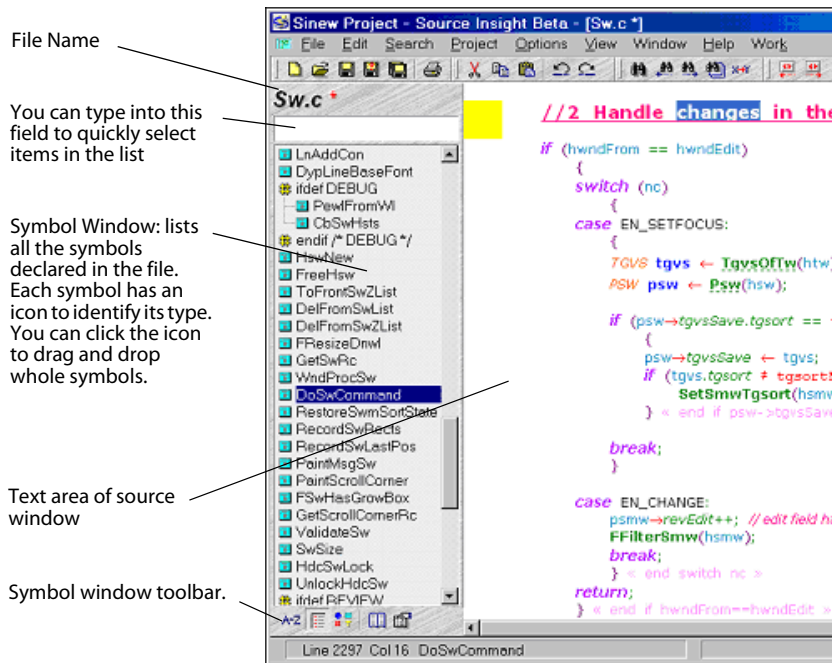 Sinew Project - Source Insight Beta - [Sw.c *]
File Edit Search Project Options View Window Help Work
File Name
You can type into this
field to quickly select
items in the list
Symbol Window: lists
all the symbols
declared in the file.
Each symbol has an
icon to identify its type.
You can click the icon
to drag and drop
whole symbols.
Text area of source
window
Symbol window toolbar.
Sw.c *
LnAddCon
DypLineBaseFont
ifdef DEBUG
PewlFromWl
CbSwHsts
endif /* DEBUG */
HswNew
FreeHsw
ToFrontSwZList
DelFromSwList
DelFromSwZList
FResizeDnwl
GetSwRc
WndProcSw
DoSwCommand
RestoreSwmSortState
RecordSwRects
RecordSwLastPos
PaintMsgSw
PaintScrollCorner
FSwHasGrowBox
GetScrollCornerRc
ValidateSw
SwSize
HdcSwLock
UnlockHdcSw
ifdef REVIEW
A-Z
//2 Handle changes in the
if (hwndFrom == hwndEdit)
{
switch (nc)
{
case EN_SETFOCUS:
{
TGVS tgvs ← TgvsOfTw(htw)
PSW psw ← Psw(hsw);
if (psw→tgvsSave.tgsort ==
{
psw→tgvsSave ← tgvs;
if (tgvs.tgsort ≠
SetSmwTgsort(hsmw
} « end if psw->tgvsSave
break;
}
case EN_CHANGE:
psmw→revEdit++; // edit field
FFilterSmw(hsmw);
break;
} « end switch nc »
return;
} « end if hwndFrom==hwndEdit »
Line 2297 Col 16 DoSwCommand